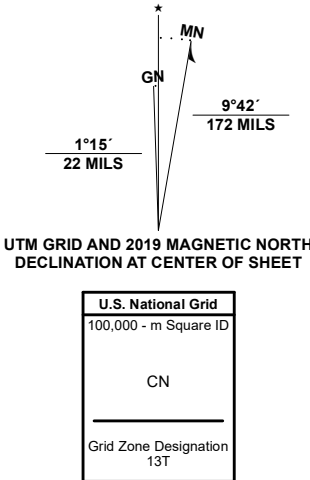 ★
MN
GN
9°42´
172 MILS
1°15´
22 MILS
UTM GRID AND 2019 MAGNETIC NORTH
DECLINATION AT CENTER OF SHEET
U.S. National Grid
100,000 - m Square ID
CN
Grid Zone Designation
13T